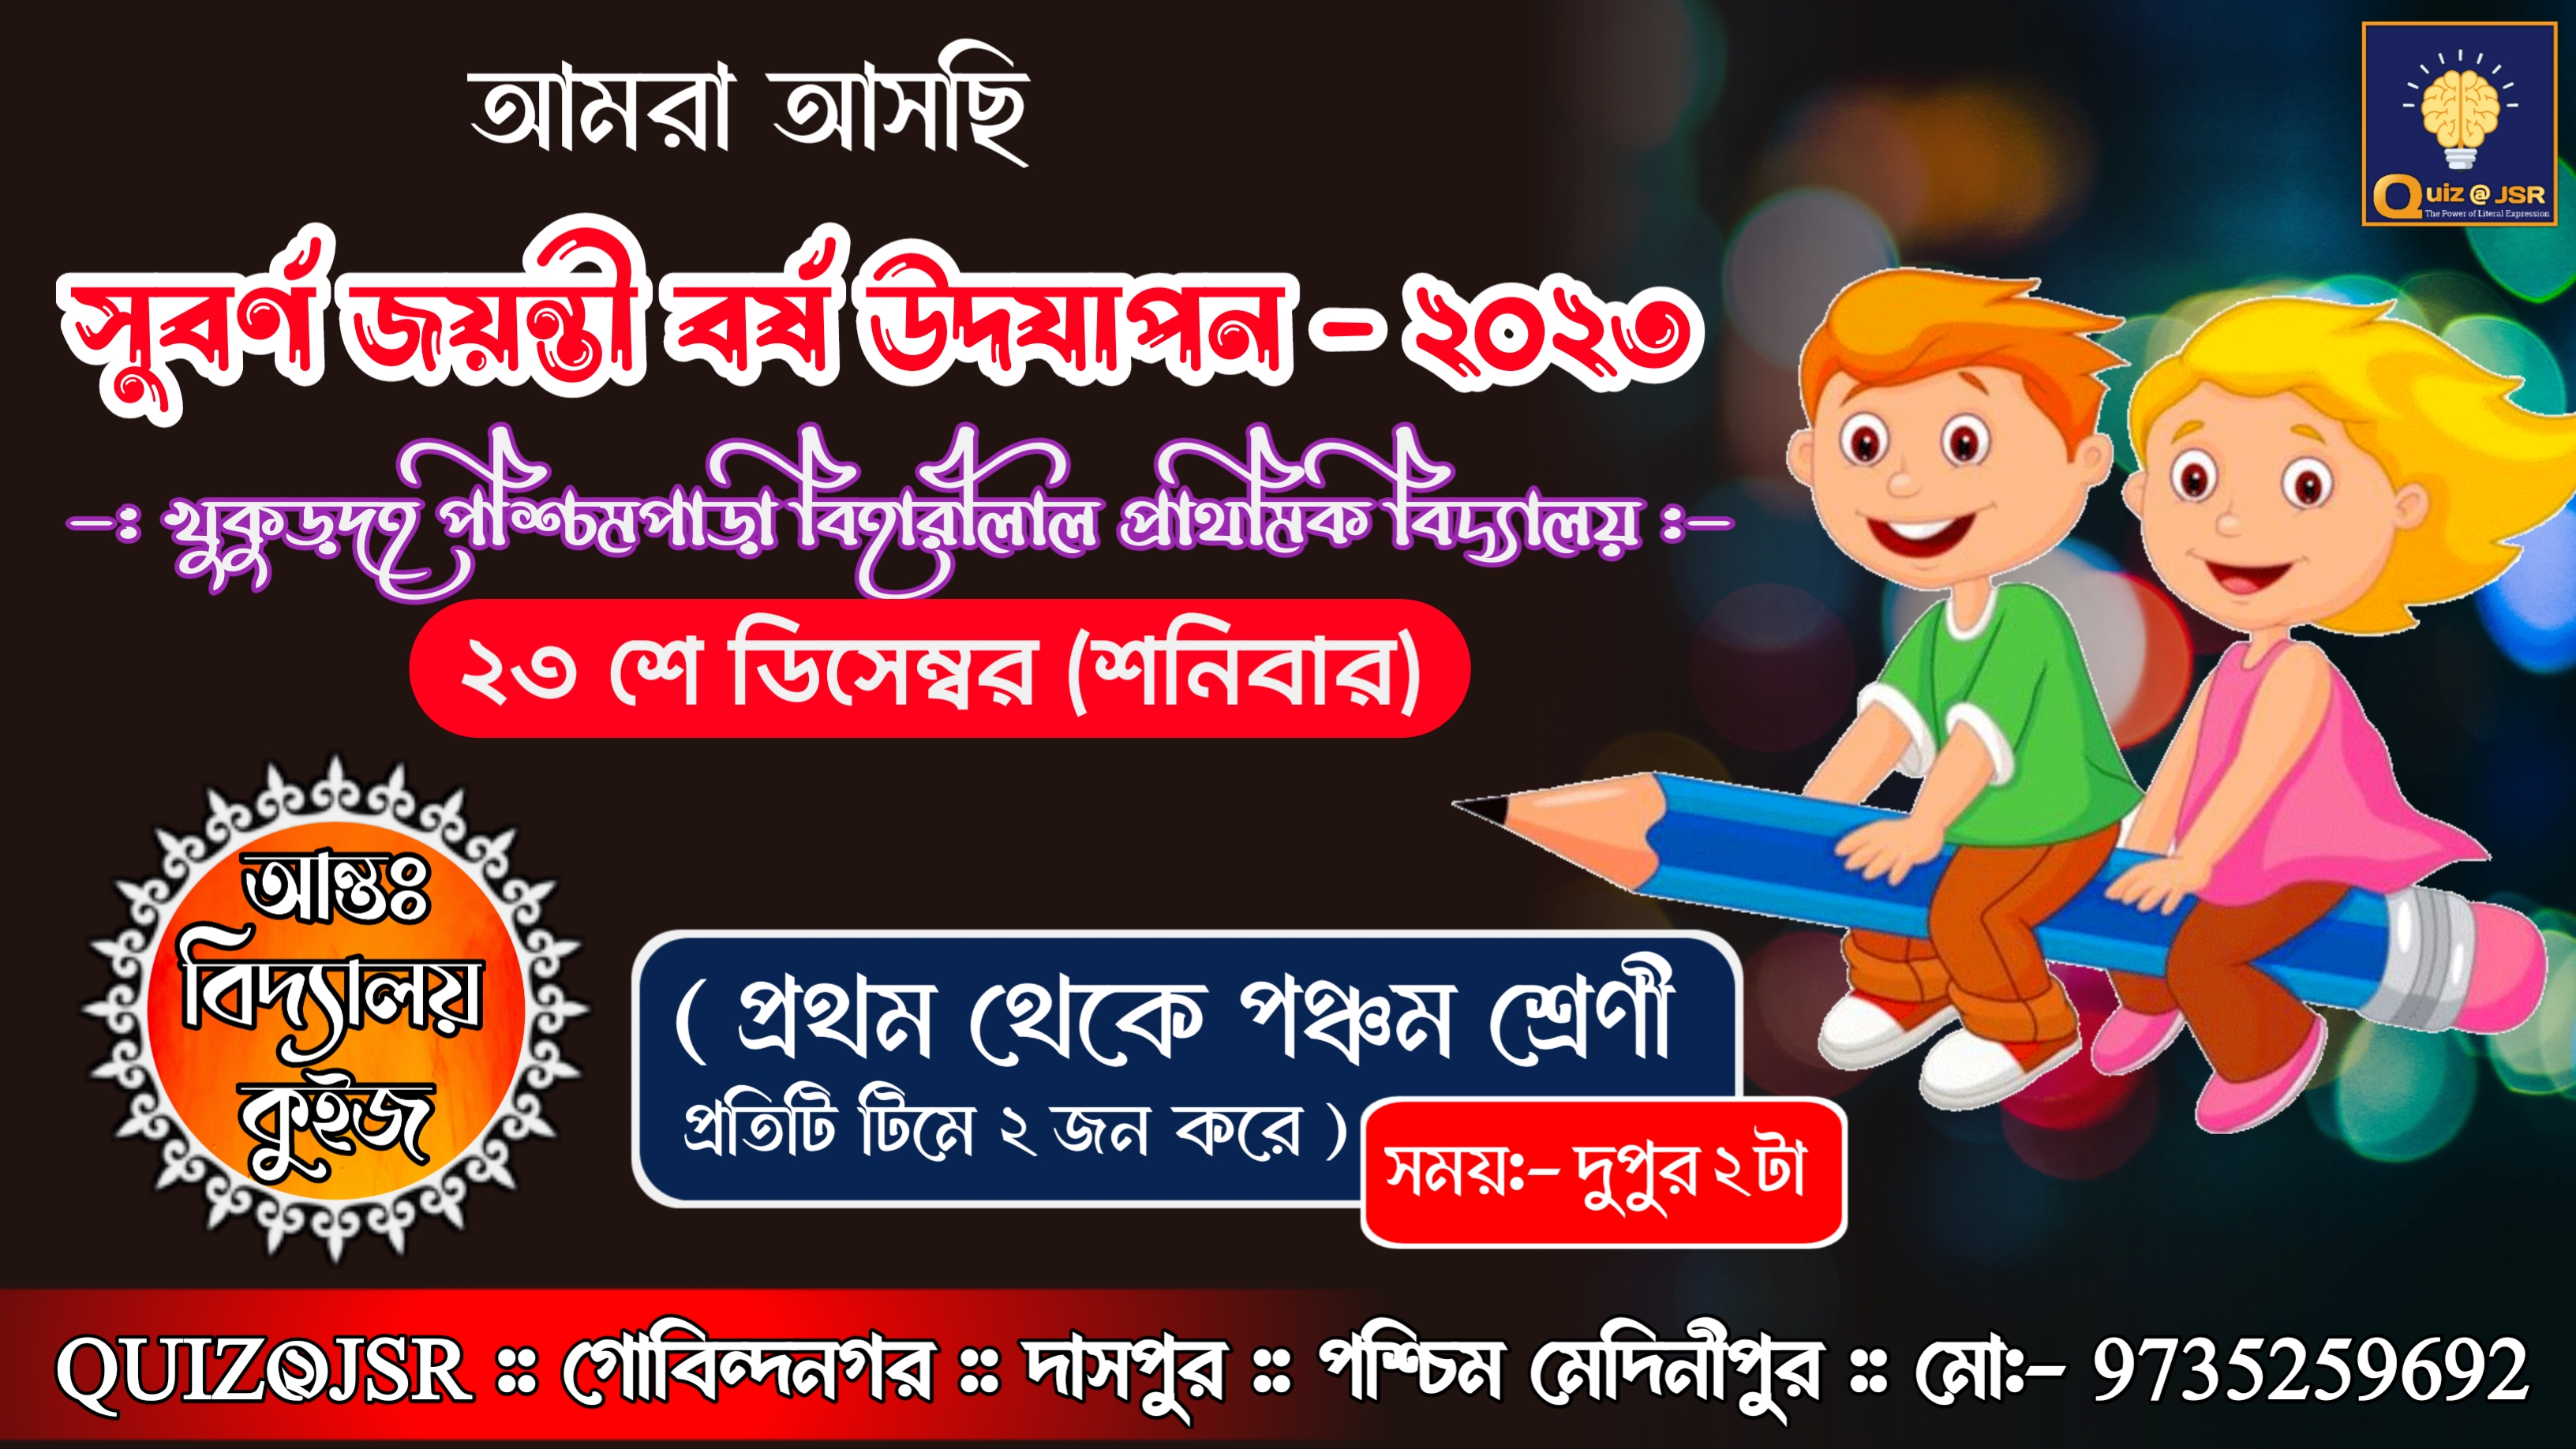 আমরা আসছি
Quiz @ JSR
The Power of Literal Expression
সুবর্ণ জয়ন্তী বর্ষ উদযাপন - ২০২৩
-: খুকুড়দহ পশ্চিমপাড়া বিহারীলাল প্রাথমিক বিদ্যালয় :-
২৩ শে ডিসেম্বর (শনিবার)
আন্তঃ
বিদ্যালয়
কুইজ
( প্রথম থেকে পঞ্চম শ্রেণী
প্রতিটি টিমে ২ জন করে )
সময়ঃ- দুপুর ২টা
QUIZ@JSR :: গোবিন্দনগর :: দাসপুর :: পশ্চিম মেদিনীপুর :: মোঃ- 9735259692